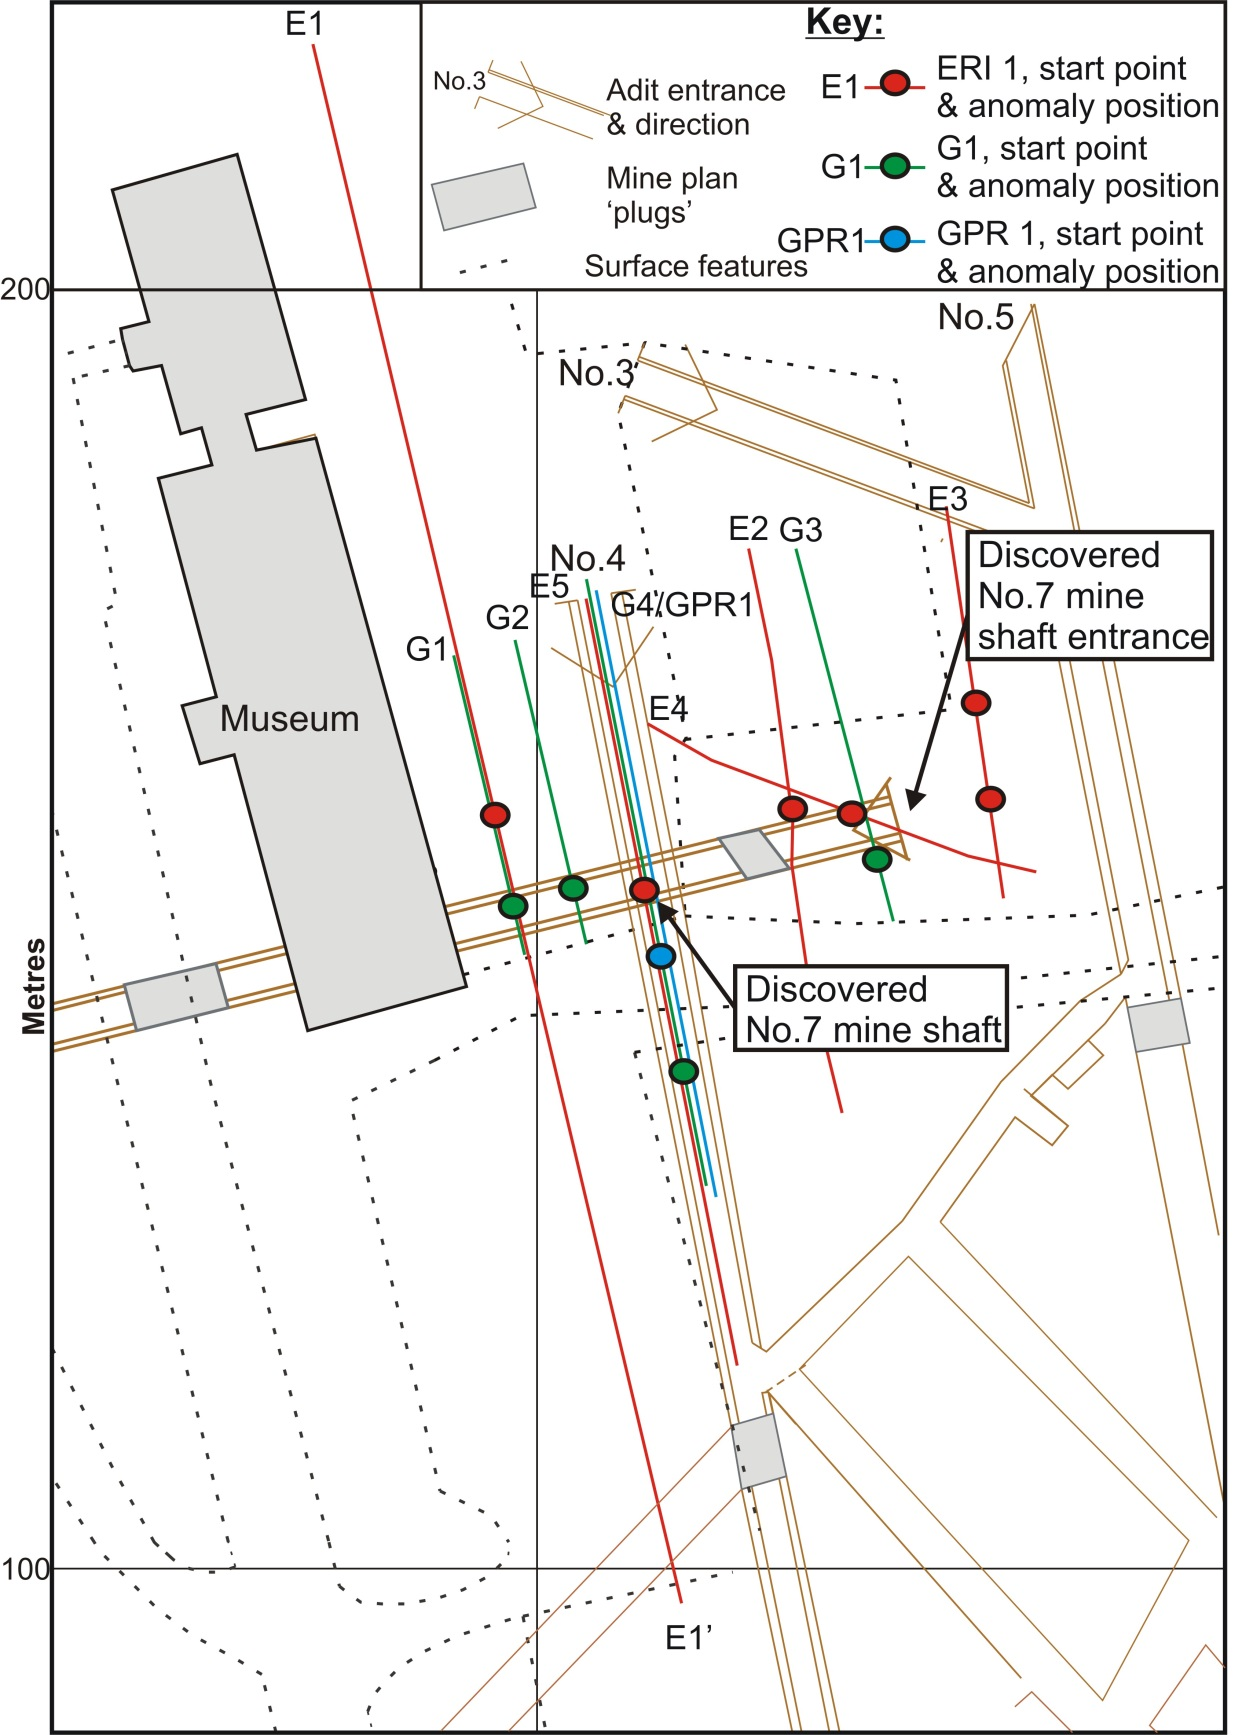 E1
Key:
No.3
Adit entrance
& direction
Mine plan
‘plugs’
Surface features
E1
ERI 1, start point
& anomaly position
G1
G1, start point
& anomaly position
GPR1
GPR 1, start point
& anomaly position
200
No.5
No.3
E3
E2
G3
Discovered
No.7 mine
shaft entrance
No.4
E5
G4/GPR1
G2
G1
E4
Museum
Metres
Discovered
No.7 mine shaft
100
E1’